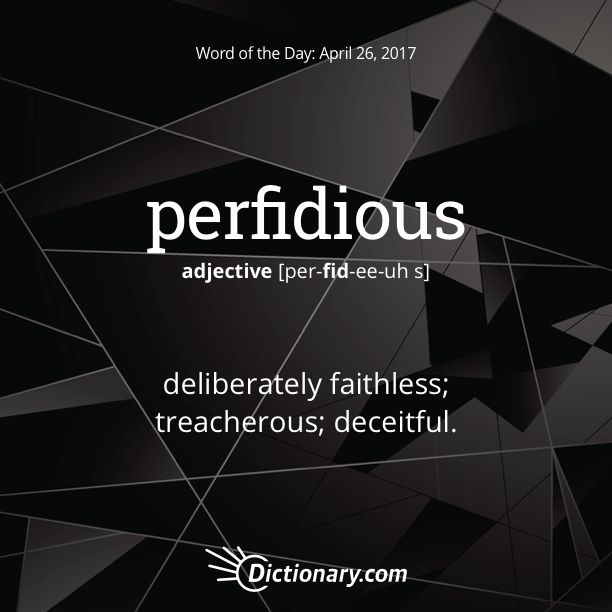 Word of the Day: April 26, 2017
perfidious
adjective [per-fid-ee-uh s]
deliberately faithless;
treacherous; deceitful.
Dictionary.com